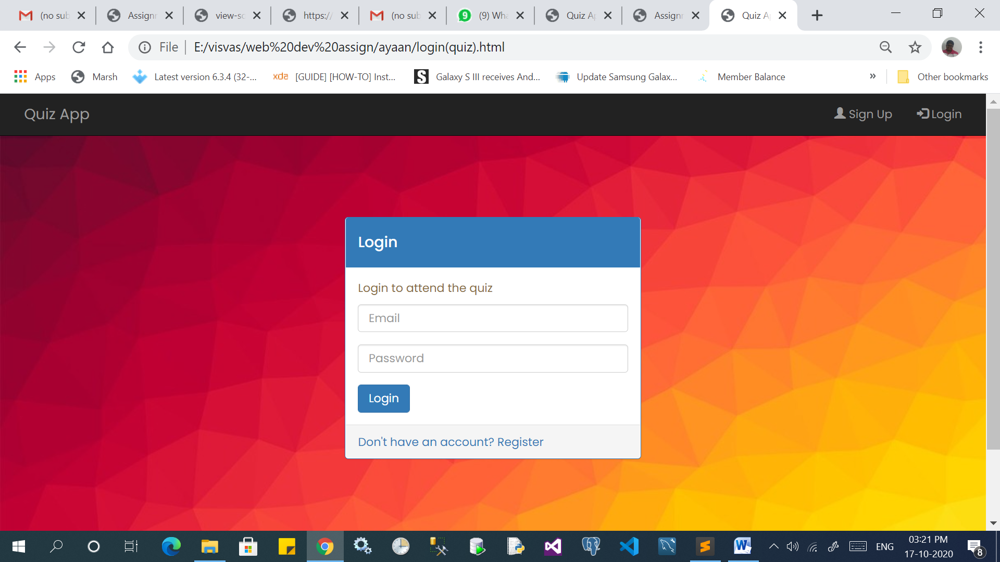 (no sub
Assignr
view-sc
https://
(no sub
(9) Wha
Quiz Ap
Assignr
Quiz Ap
File
E:/visvas/web%20dev%20assign/ayaan/login(quiz).html
Apps
Marsh
Latest version 6.3.4 (32-...
xda
[GUIDE] [HOW-TO] Inst...
S
Galaxy S III receives And...
Update Samsung Galax...
Member Balance
»
Other bookmarks
Quiz App
Sign Up
Login
Login
Login to attend the quiz
Email
Password
Login
Don't have an account? Register
ENG
03:21 PM
17-10-2020
8